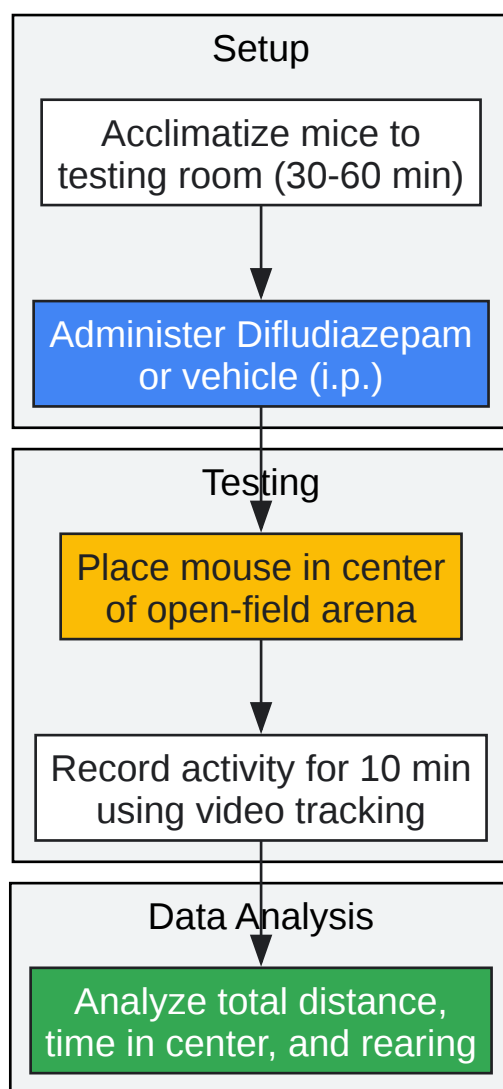 Setup
Acclimatize mice to
testing room (30-60 min)
Administer Difludiazepam
or vehicle (i.p.)
Testing
Place mouse in center
of open-field arena
Record activity for 10 min
using video tracking
Data Analysis
Analyze total distance,
time in center, and rearing